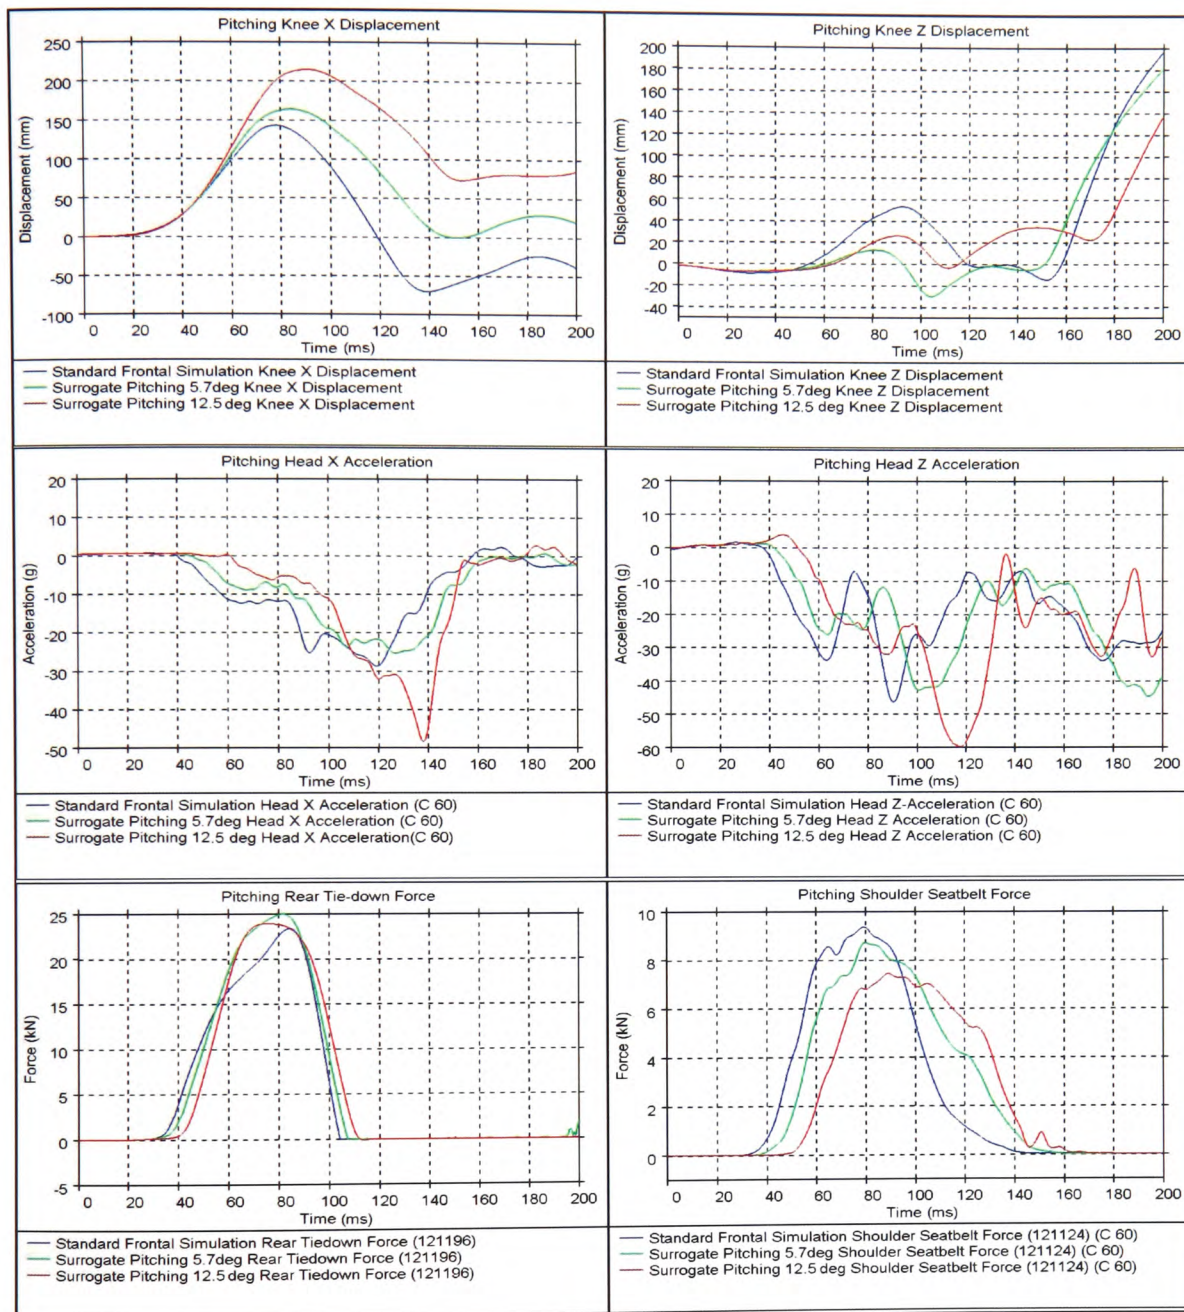 Pitching Knee X Displacement
Displacement (mm)
250
200
150
100
50
0
-50
-100
0 20 40 60 80 100 120 140 160 180 200
Time (ms)
Standard Frontal Simulation Knee X Displacement
Surrogate Pitching 5.7deg Knee X Displacement
Surrogate Pitching 12.5 deg Knee X Displacement
Pitching Knee Z Displacement
Displacement (mm)
200
180
160
140
120
100
80
60
40
20
0
-20
-40
0 20 40 60 80 100 120 140 160 180 200
Time (ms)
Standard Frontal Simulation Knee Z Displacement
Surrogate Pitching 5.7deg Knee Z Displacement
Surrogate Pitching 12.5 deg Knee Z Displacement
Pitching Head X Acceleration
Acceleration (g)
20
10
0
-10
-20
-30
-40
-50
0 20 40 60 80 100 120 140 160 180 200
Time (ms)
Standard Frontal Simulation Head X Acceleration (C 60)
Surrogate Pitching 5.7deg Head X Acceleration (C 60)
Surrogate Pitching 12.5 deg Head X Acceleration(C 60)
Pitching Head Z Acceleration
Acceleration (g)
20
10
0
-10
-20
-30
-40
-50
-60
0 20 40 60 80 100 120 140 160 180 200
Time (ms)
Standard Frontal Simulation Head Z-Acceleration (C 60)
Surrogate Pitching 5.7deg Head Z Acceleration (C 60)
Surrogate Pitching 12.5 deg Head Z Acceleration (C 60)
Pitching Rear Tie-down Force
Force (kN)
25
20
15
10
5
0
-5
0 20 40 60 80 100 120 140 160 180 200
Time (ms)
Standard Frontal Simulation Rear Tiedown Force (121196)
Surrogate Pitching 5.7deg Rear Tiedown Force (121196)
Surrogate Pitching 12.5 deg Rear Tiedown Force (121196)
Pitching Shoulder Seatbelt Force
Force (kN)
10
8
6
4
2
0
0 20 40 60 80 100 120 140 160 180 200
Time (ms)
Standard Frontal Simulation Shoulder Seatbelt Force (121124) (C 60)
Surrogate Pitching 5.7deg Shoulder Seatbelt Force (121124) (C 60)
Surrogate Pitching 12.5 deg Shoulder Seatbelt Force (121124) (C 60)